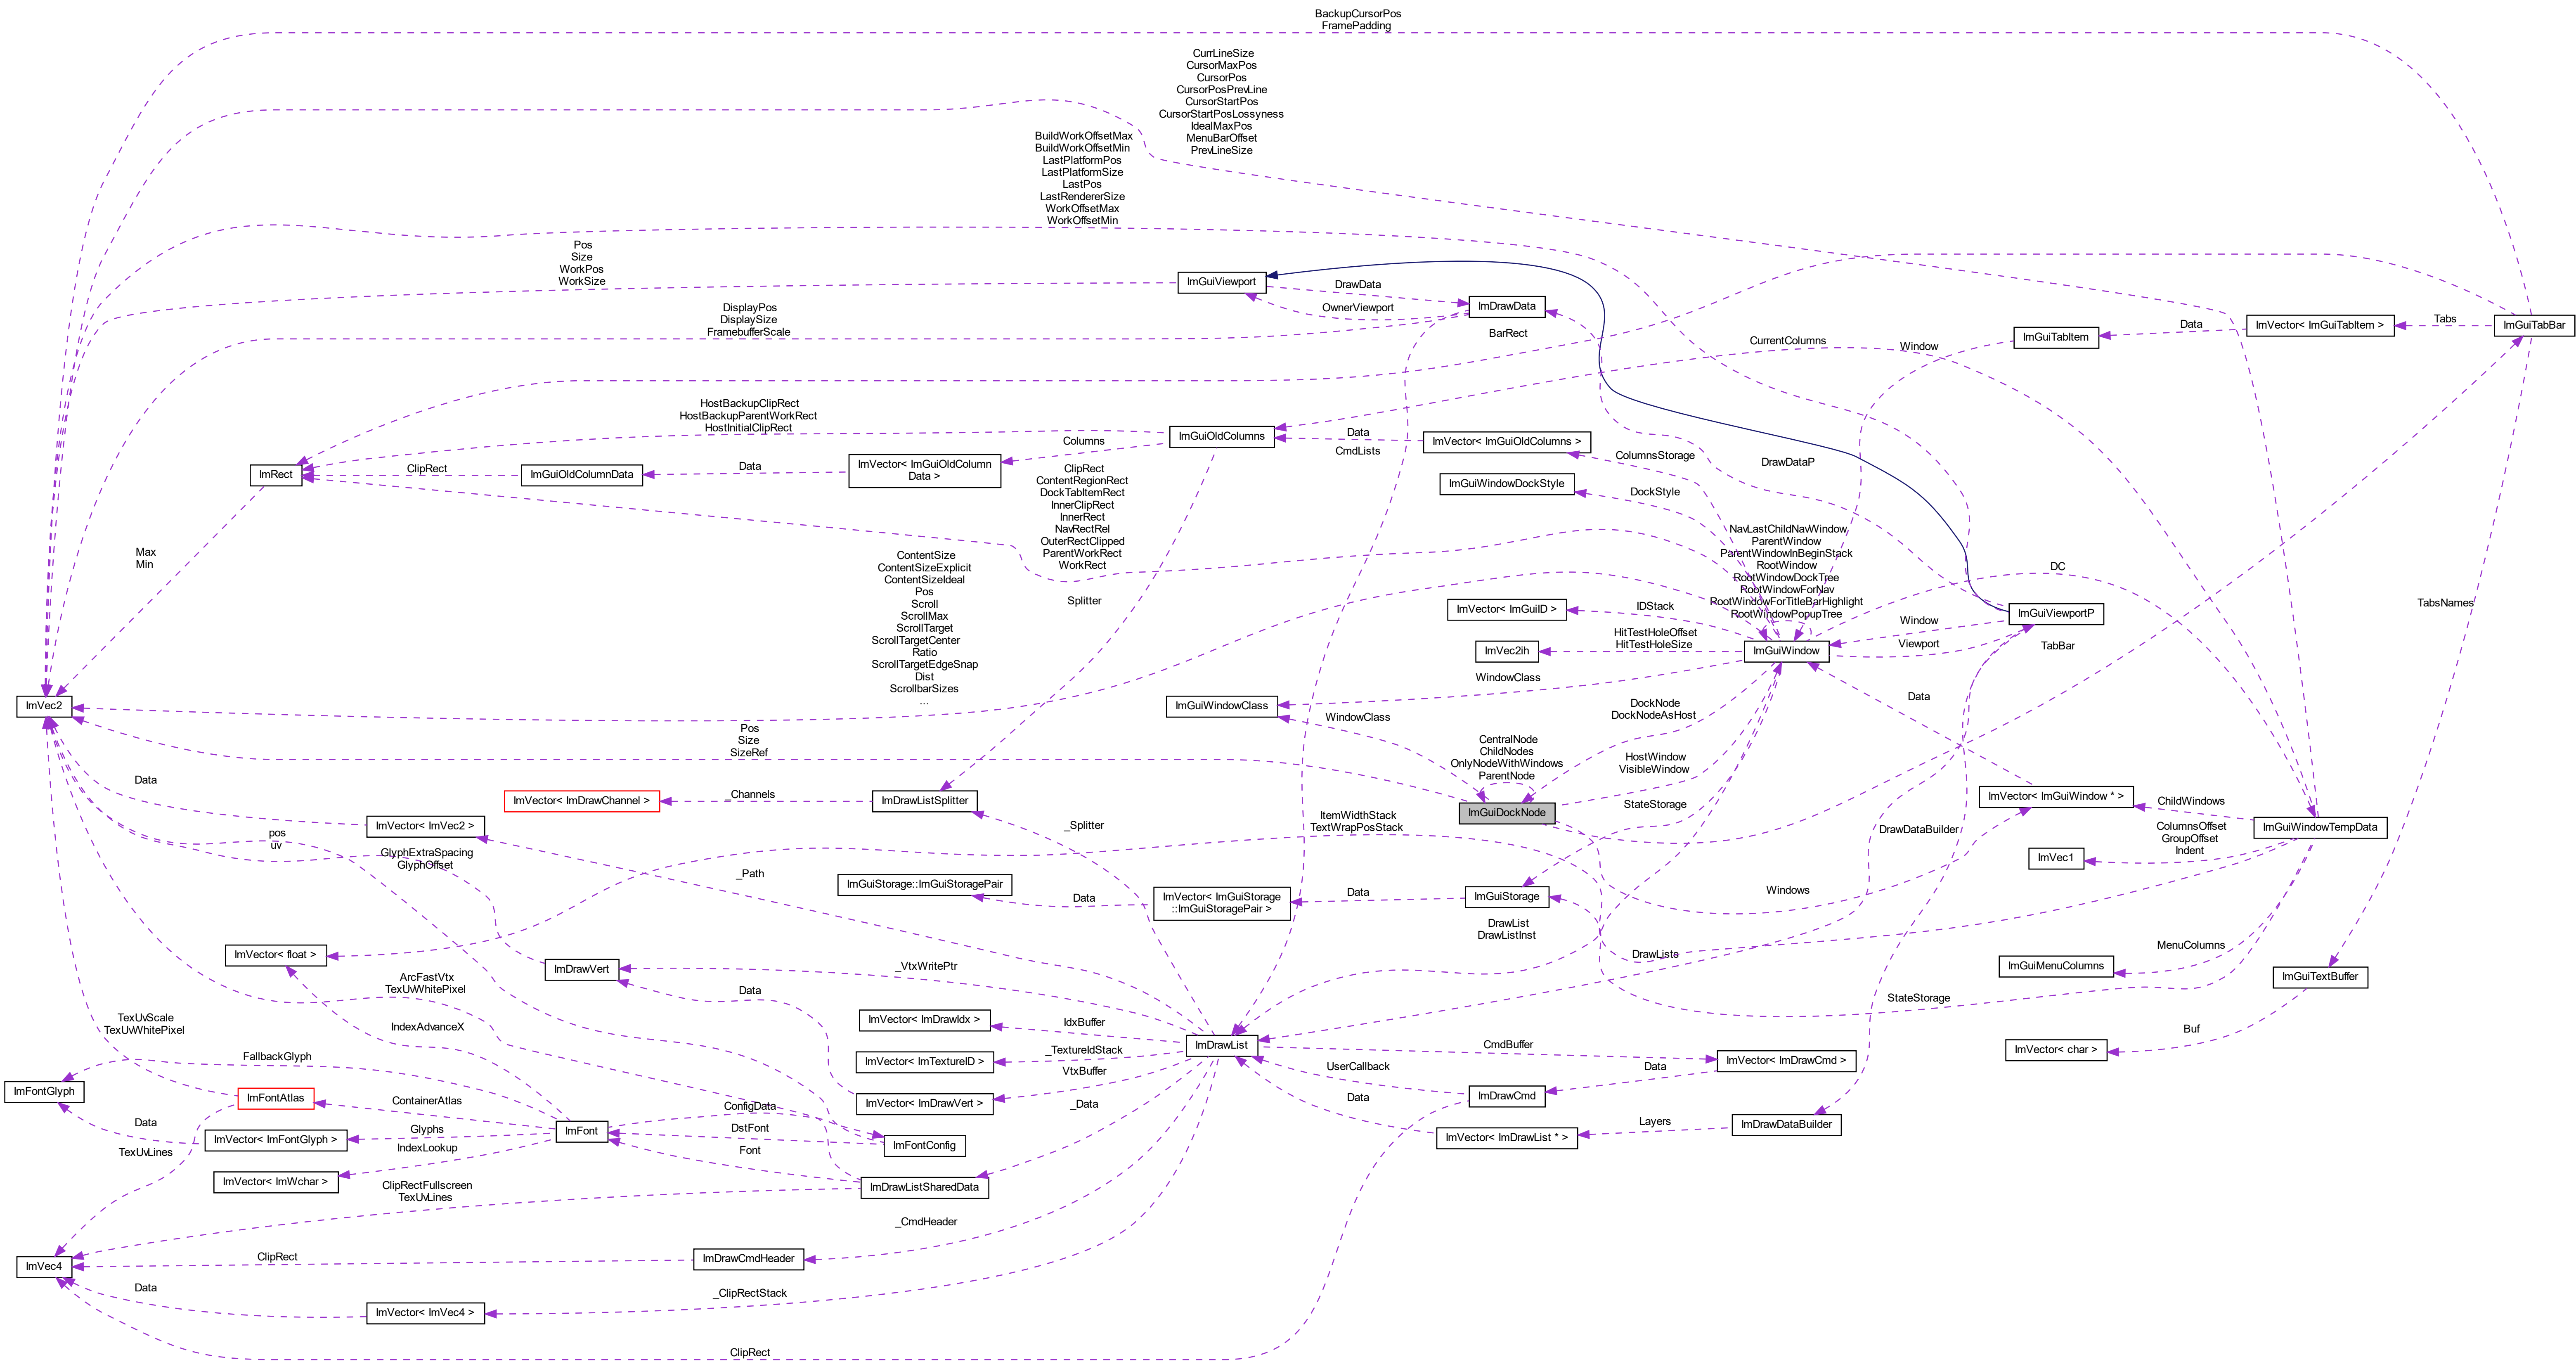 BackupCursorPos
FramePadding
CurrLineSize
CursorMaxPos
CursorPos
CursorPosPrevLine
CursorStartPos
CursorStartPosLossyness
IdealMaxPos
MenuBarOffset
PrevLineSize
BuildWorkOffsetMax
BuildWorkOffsetMin
LastPlatformPos
LastPlatformSize
LastPos
LastRendererSize
WorkOffsetMax
WorkOffsetMin
Pos
Size
WorkPos
WorkSize
ImGuiViewport
DrawData
OwnerViewport
ImDrawData
DisplayPos
DisplaySize
FramebufferScale
BarRect
CurrentColumns
Window
ImGuiTabItem
Data
ImVector< ImGuiTabItem >
Tabs
ImGuiTabBar
HostBackupClipRect
HostBackupParentWorkRect
HostInitialClipRect
ImGuiOldColumns
Data
ImVector< ImGuiOldColumns >
Columns
CmdLists
ColumnsStorage
DrawDataP
ImRect
ClipRect
ImGuiOldColumnData
Data
ImVector< ImGuiOldColumn
Data >
ClipRect
ContentRegionRect
DockTabItemRect
InnerClipRect
InnerRect
NavRectRel
OuterRectClipped
ParentWorkRect
WorkRect
ImGuiWindowDockStyle
DockStyle
NavLastChildNavWindow
ParentWindow
ParentWindowInBeginStack
RootWindow
RootWindowDockTree
RootWindowForNav
RootWindowForTitleBarHighlight
RootWindowPopupTree
DC
Max
Min
ContentSize
ContentSizeExplicit
ContentSizeIdeal
Pos
Scroll
ScrollMax
ScrollTarget
ScrollTargetCenter
Ratio
ScrollTargetEdgeSnap
Dist
ScrollbarSizes
...
Splitter
TabsNames
ImVector< ImGuiID >
IDStack
ImGuiViewportP
Window
Viewport
ImVec2ih
HitTestHoleOffset
HitTestHoleSize
ImGuiWindow
TabBar
WindowClass
ImGuiWindowClass
WindowClass
DockNode
DockNodeAsHost
Data
ImVec2
Pos
Size
SizeRef
CentralNode
ChildNodes
OnlyNodeWithWindows
ParentNode
HostWindow
VisibleWindow
ImGuiDockNode
Data
ImVector< ImDrawChannel >
_Channels
ImDrawListSplitter
StateStorage
ImVector< ImGuiWindow * >
ChildWindows
ImGuiWindowTempData
ImVector< ImVec2 >
_Splitter
ItemWidthStack
TextWrapPosStack
DrawDataBuilder
ColumnsOffset
GroupOffset
Indent
ImVec1
pos
uv
GlyphExtraSpacing
GlyphOffset
_Path
ImGuiStorage::ImGuiStoragePair
Data
ImVector< ImGuiStorage
::ImGuiStoragePair >
Data
ImGuiStorage
Windows
DrawList
DrawListInst
DrawLists
ImVector< float >
ImDrawVert
_VtxWritePtr
MenuColumns
ImGuiMenuColumns
ImGuiTextBuffer
ArcFastVtx
TexUvWhitePixel
Data
StateStorage
TexUvScale
TexUvWhitePixel
IndexAdvanceX
ImVector< ImDrawIdx >
IdxBuffer
ImDrawList
CmdBuffer
ImVector< ImDrawCmd >
Buf
ImVector< char >
FallbackGlyph
ImVector< ImTextureID >
_TextureIdStack
UserCallback
Data
ImFontGlyph
ImFontAtlas
ContainerAtlas
VtxBuffer
ImVector< ImDrawVert >
ImDrawCmd
Data
ImVector< ImFontGlyph >
Glyphs
ImFont
ConfigData
DstFont
_Data
Data
ImVector< ImDrawList * >
Layers
ImDrawDataBuilder
TexUvLines
IndexLookup
Font
ImFontConfig
ImVector< ImWchar >
ClipRectFullscreen
TexUvLines
ImDrawListSharedData
_CmdHeader
ImVec4
ClipRect
ImDrawCmdHeader
Data
ImVector< ImVec4 >
_ClipRectStack
ClipRect